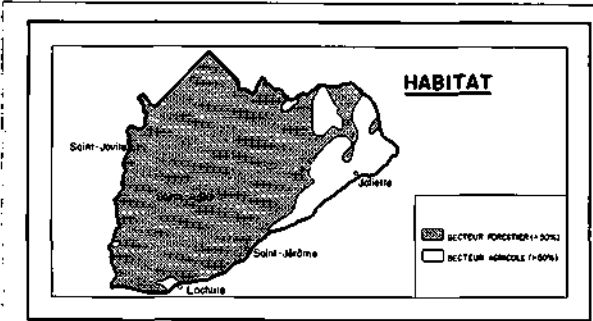 HABITAT
Saint-Jovite
Joliette
SECTEUR FORESTIER (>50%)
Saint-Jérôme
SECTEUR AGRICOLE (>50%)
Lachute